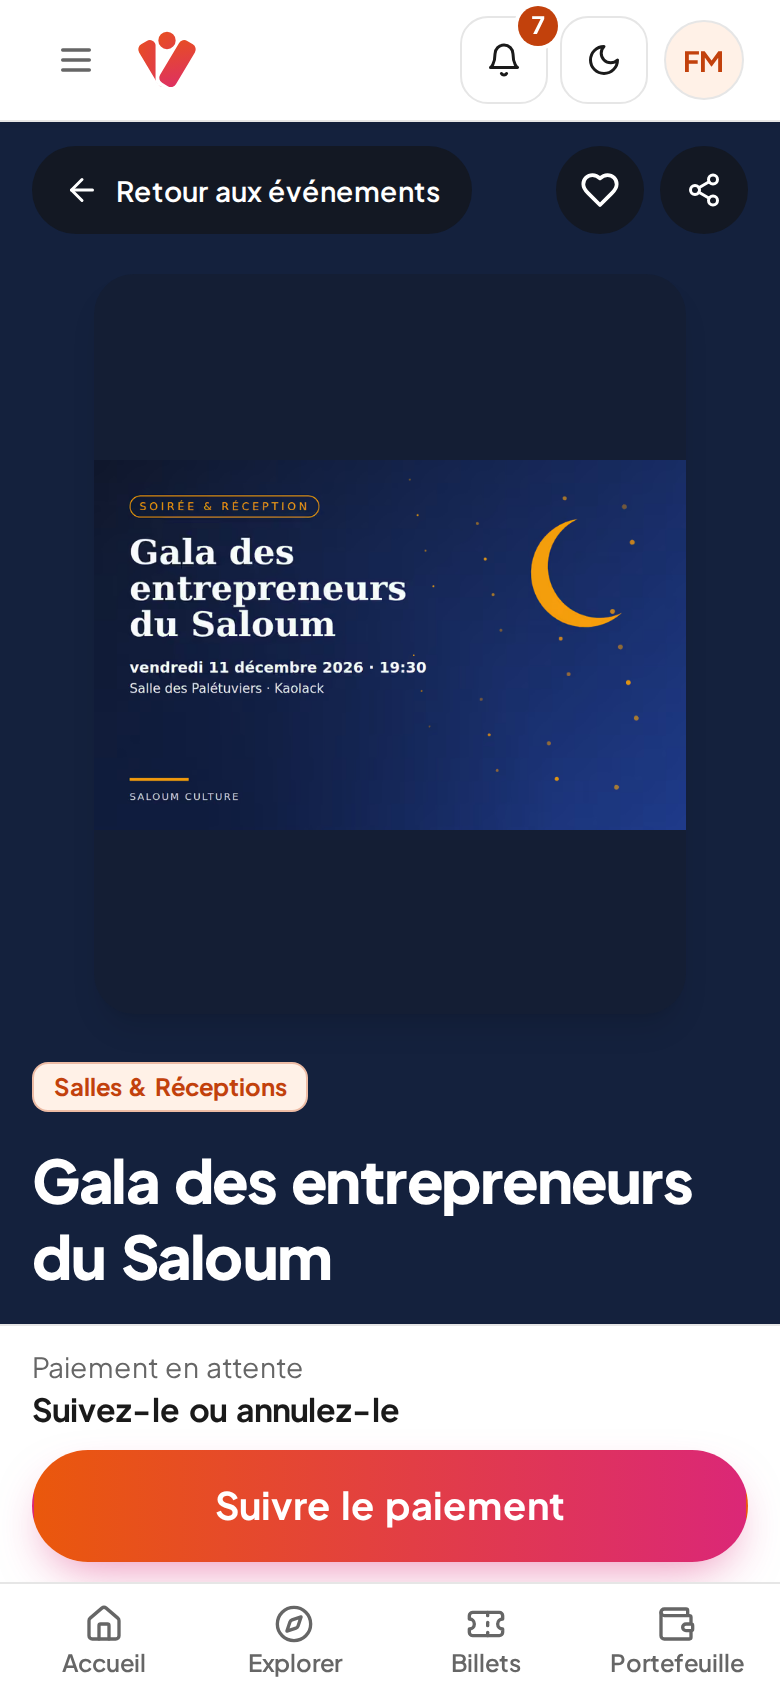 7
FM
Retour aux événements
SOIRÉE & RÉCEPTION
Gala des
entrepreneurs
du Saloum
vendredi 11 décembre 2026 · 19:30
Salle des Palétuviers · Kaolack
SALOUM CULTURE
Salles & Réceptions
Gala des entrepreneurs
du Saloum
Paiement en attente
Suivez-le ou annulez-le
Suivre le paiement
Accueil
Explorer
Billets
Portefeuille